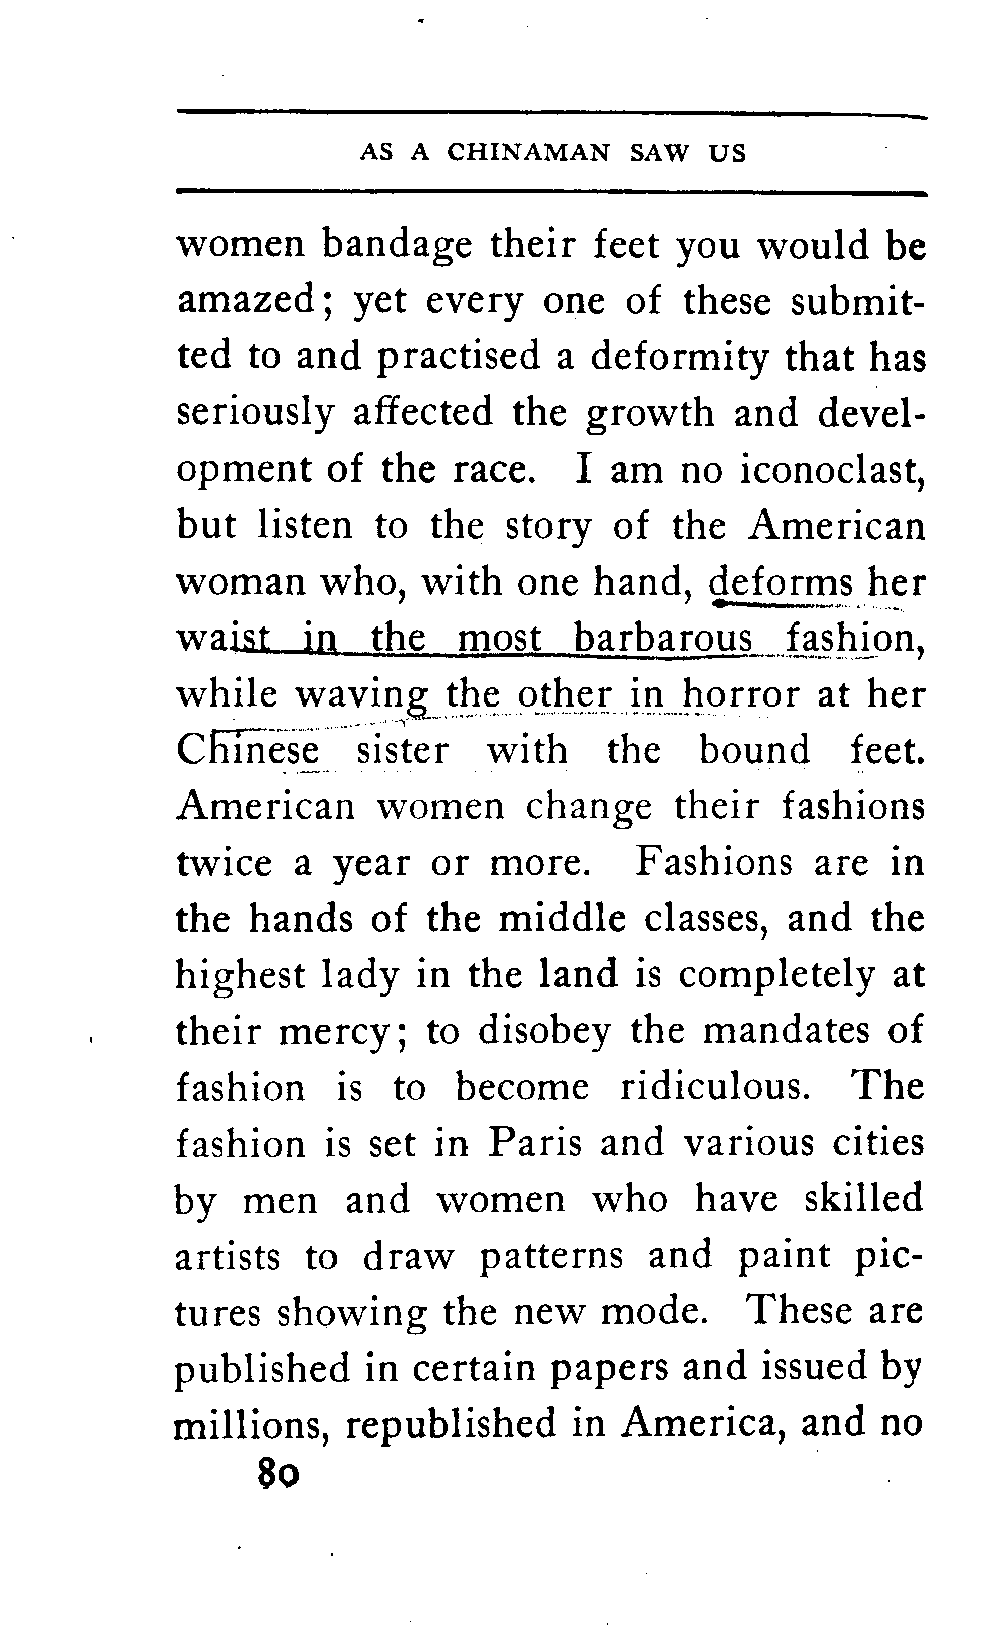 AS A CHINAMAN SAW US
women bandage their feet you would be
amazed; yet every one of these submit-
ted to and practised a deformity that has
seriously affected the growth and devel-
opment of the race. I am no iconoclast,
but listen to the story of the American
woman who, with one hand, deforms her
waist in the most barbarous fashion,
while waving the other in horror at her
Chinese sister with the bound feet.
American women change their fashions
twice a year or more. Fashions are in
the hands of the middle classes, and the
highest lady in the land is completely at
their mercy; to disobey the mandates of
fashion is to become ridiculous. The
fashion is set in Paris and various cities
by men and women who have skilled
artists to draw patterns and paint pic-
tures showing the new mode. These are
published in certain papers and issued by
millions, republished in America, and no
80